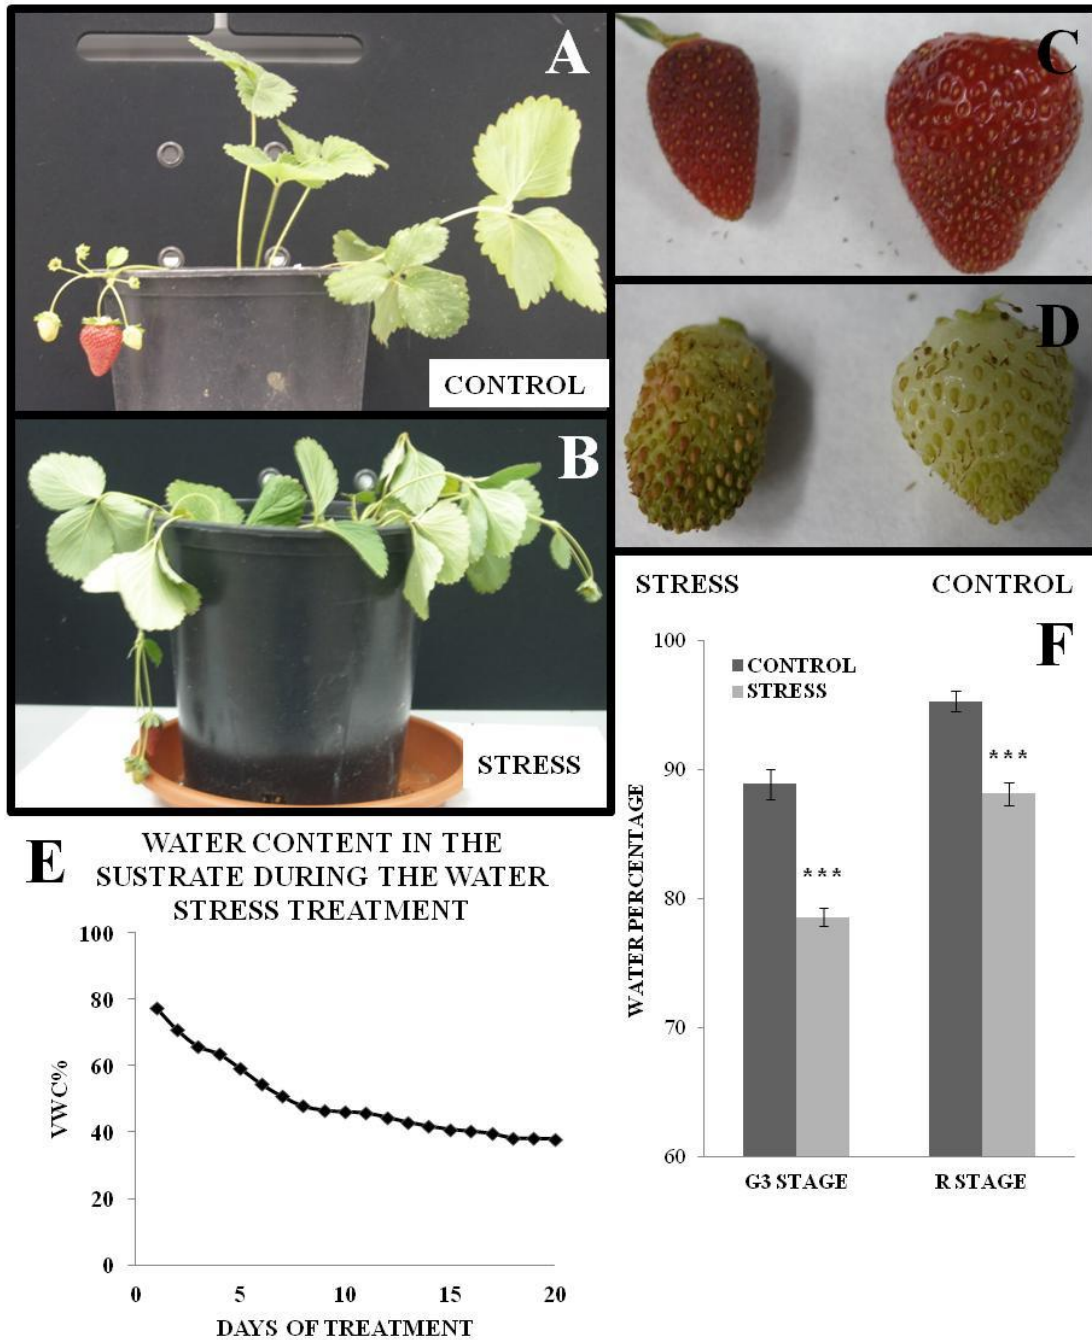 A
CONTROL
B
STRESS
C
D
STRESS CONTROL
E
WATER CONTENT IN THE
SUSTRATE DURING THE WATER
STRESS TREATMENT
100
80
60
40
20
0
VWC%
0 5 10 15 20
DAYS OF TREATMENT
F
100
90
80
70
60
WATER PERCENTAGE
CONTROL
STRESS
***
***
G3 STAGE R STAGE